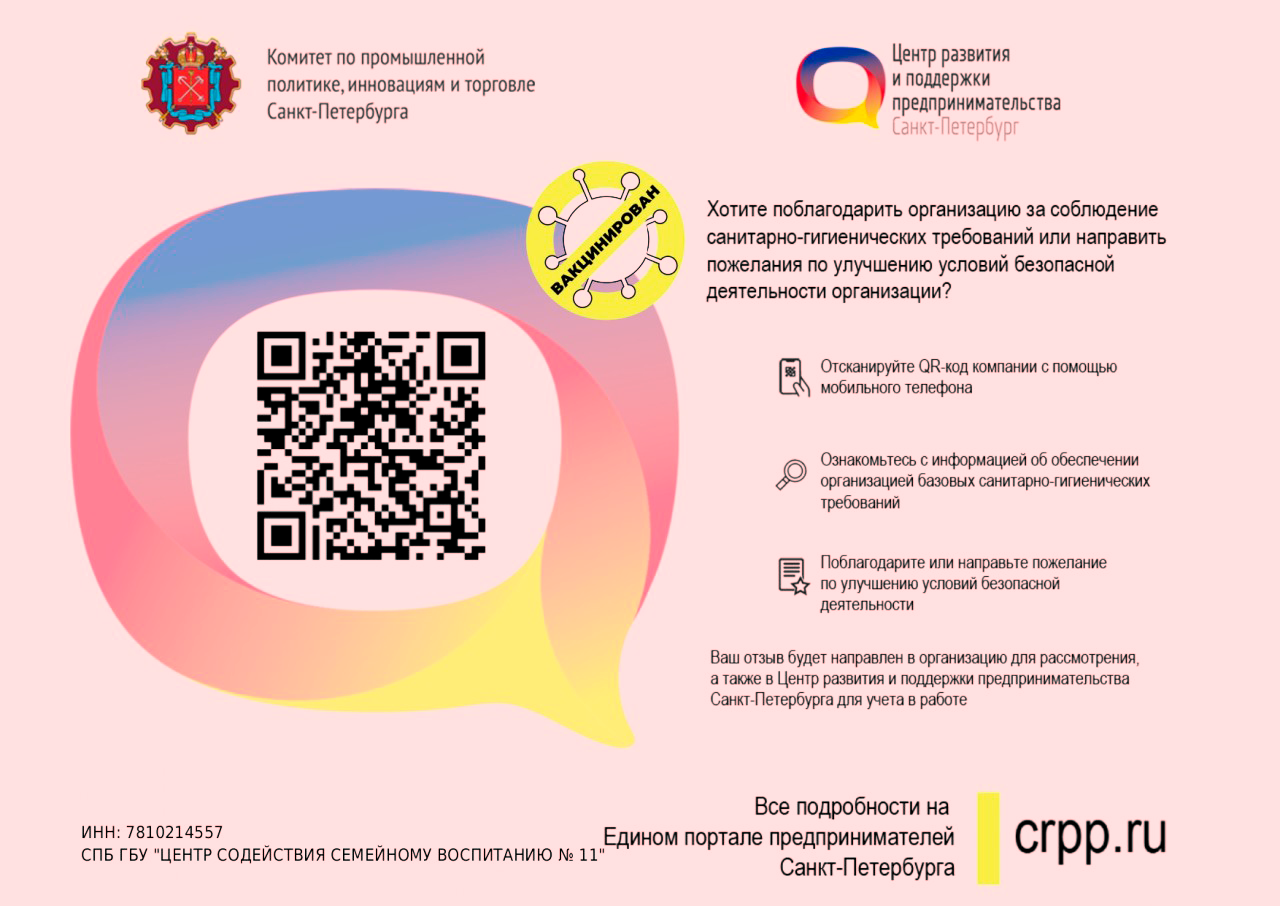 Комитет по промышленной
политике, инновациям и торговле
Санкт-Петербурга
Центр развития
и поддержки
предпринимательства
Санкт-Петербург
ВАКЦИНИРОВАН
Хотите поблагодарить организацию за соблюдение
санитарно-гигиенических требований или направить
пожелания по улучшению условий безопасной
деятельности организации?
Отсканируйте QR-код компании с помощью
мобильного телефона
Ознакомьтесь с информацией об обеспечении
организацией базовых санитарно-гигиенических
требований
Поблагодарите или направьте пожелание
по улучшению условий безопасной
деятельности
Ваш отзыв будет направлен в организацию для рассмотрения,
а также в Центр развития и поддержки предпринимательства
Санкт-Петербурга для учета в работе
ИНН: 7810214557
СПБ ГБУ "ЦЕНТР СОДЕЙСТВИЯ СЕМЕЙНОМУ ВОСПИТАНИЮ № 11"
Все подробности на
Едином портале предпринимателей
Санкт-Петербурга
crpp.ru